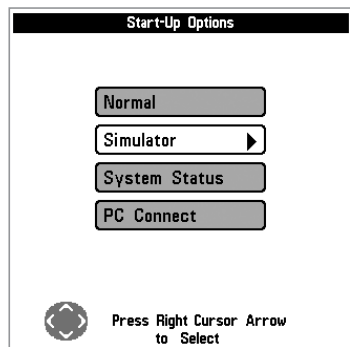 Start-Up Options
Normal
Simulator
System Status
PC Connect
Press Right Cursor Arrow
to Select